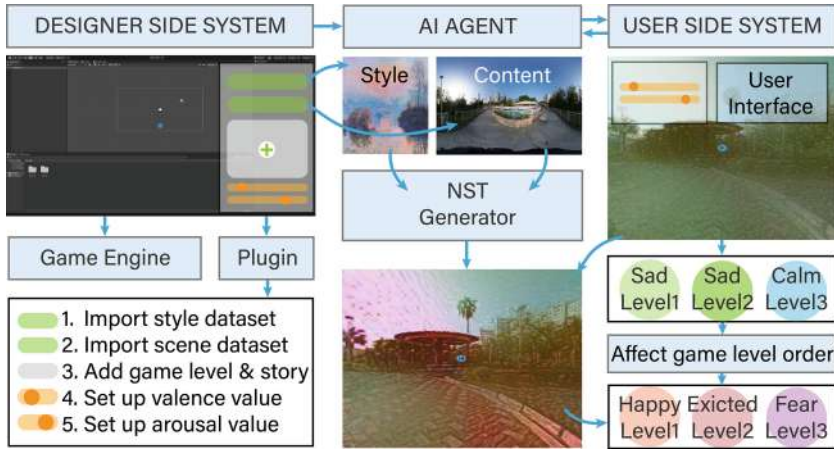 DESIGNER SIDE SYSTEM
AI AGENT
USER SIDE SYSTEM
Style
Content
User
Interface
NST
Generator
Game Engine
Plugin
1. Import style dataset
2. Import scene dataset
3. Add game level & story
4. Set up valence value
5. Set up arousal value
Sad
Level1
Sad
Level2
Calm
Level3
Affect game level order
Happy
Level1
Exicted
Level2
Fear
Level3